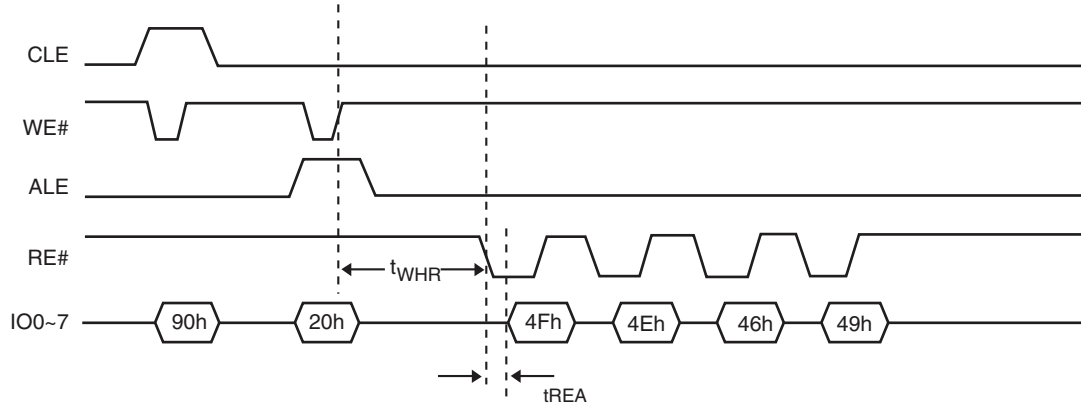 CLE
WE#
ALE
RE#
tWHR
IO0~7
90h
20h
4Fh
4Eh
46h
49h
tREA